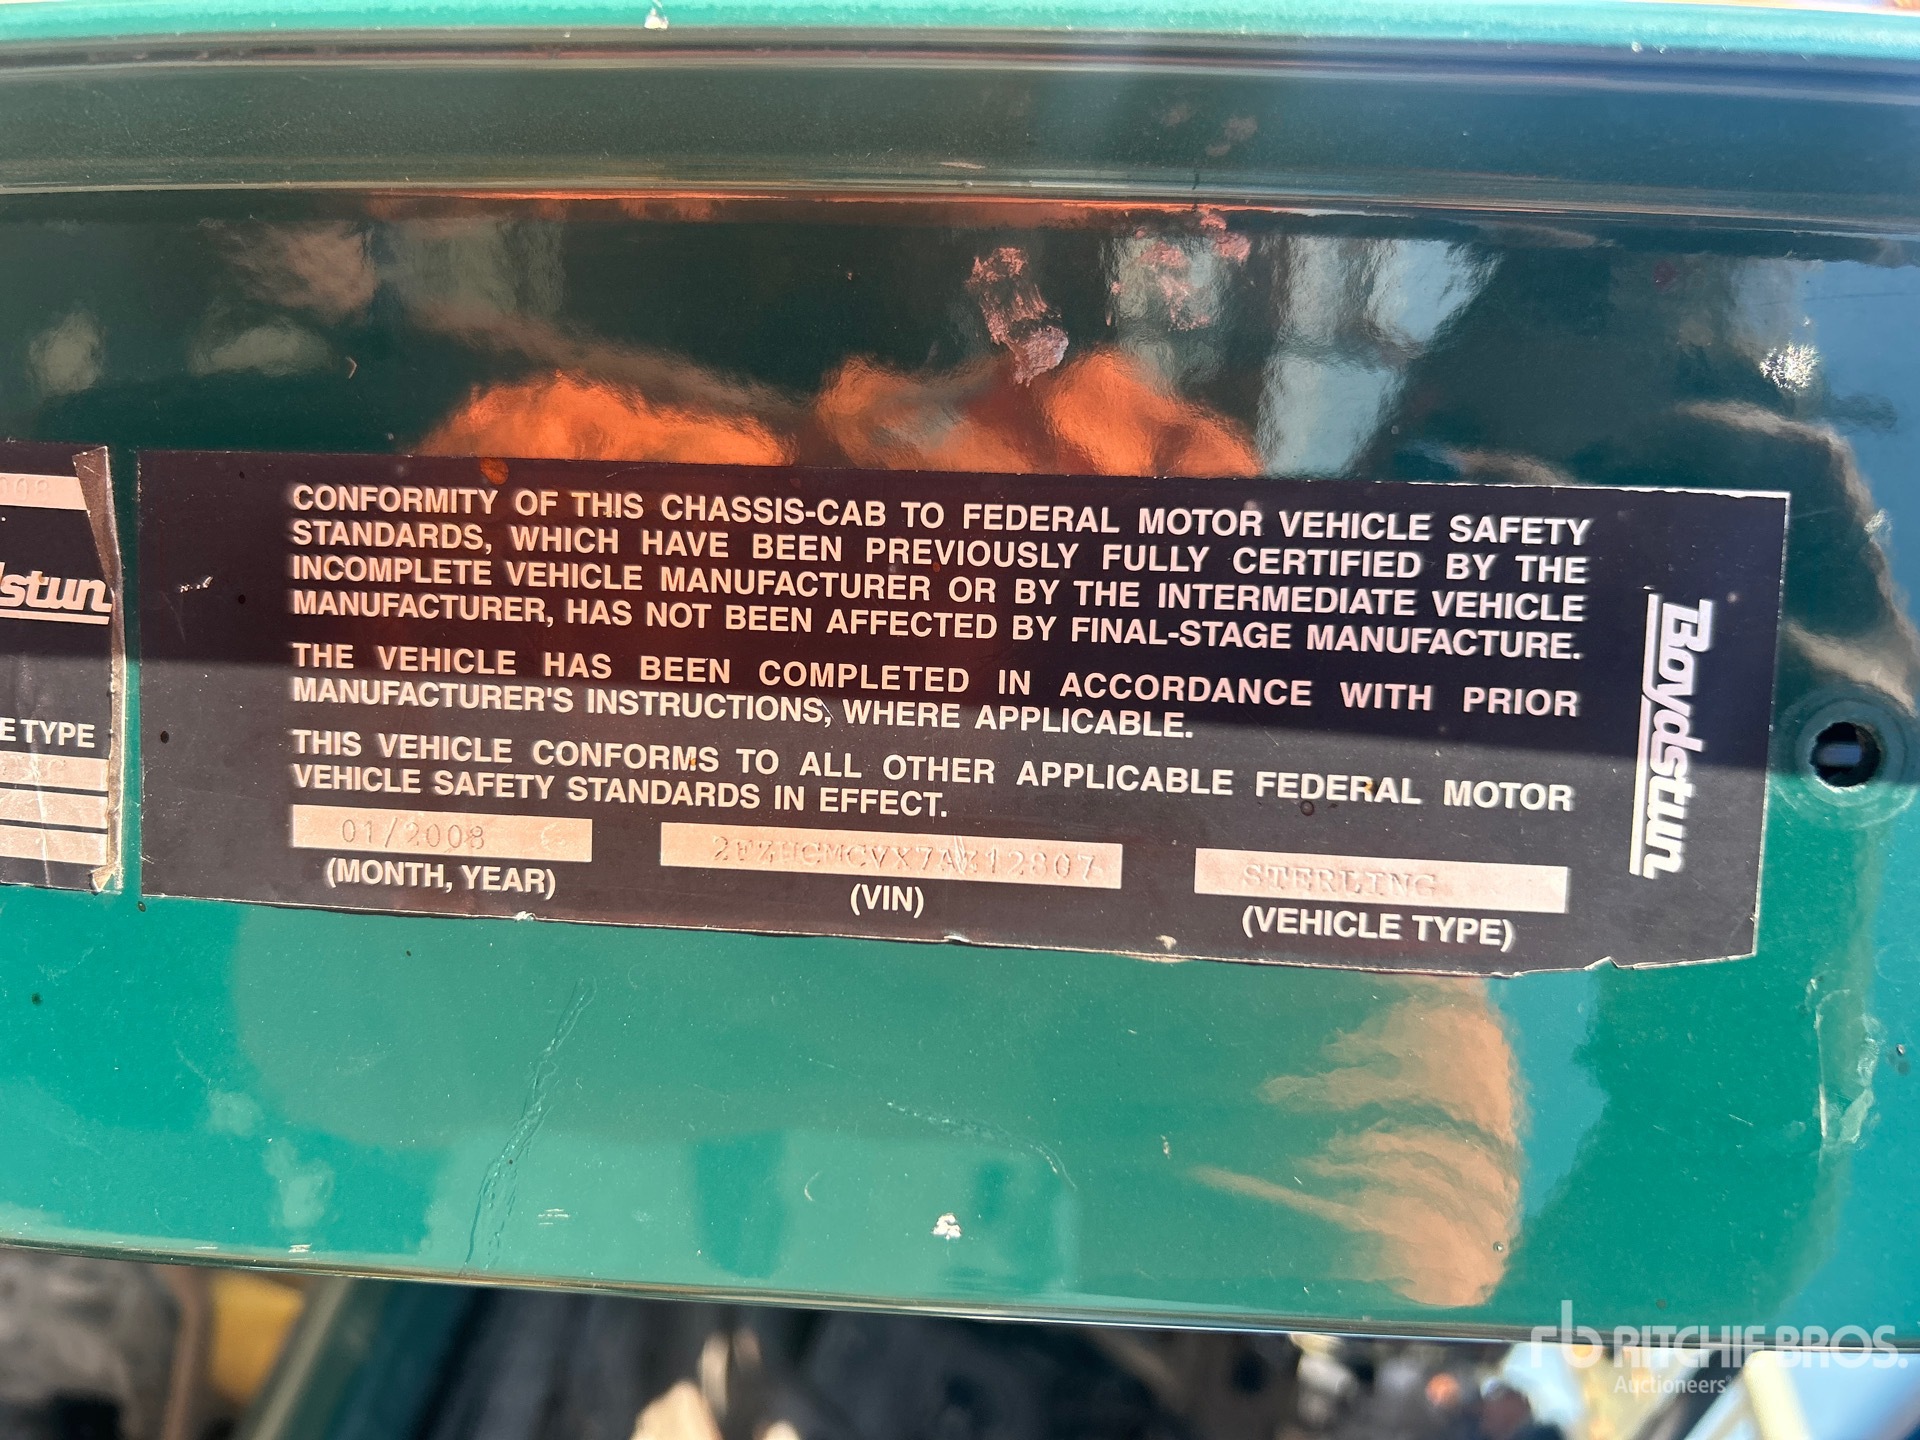 008
stun
E TYPE
CONFORMITY OF THIS CHASSIS-CAB TO FEDERAL MOTOR VEHICLE SAFETY
STANDARDS, WHICH HAVE BEEN PREVIOUSLY FULLY CERTIFIED BY THE
INCOMPLETE VEHICLE MANUFACTURER OR BY THE INTERMEDIATE VEHICLE
MANUFACTURER, HAS NOT BEEN AFFECTED BY FINAL-STAGE MANUFACTURE.
THE VEHICLE HAS BEEN COMPLETED IN ACCORDANCE WITH PRIOR
MANUFACTURER'S INSTRUCTIONS, WHERE APPLICABLE.
THIS VEHICLE CONFORMS TO ALL OTHER APPLICABLE FEDERAL MOTOR
VEHICLE SAFETY STANDARDS IN EFFECT.
01/2008
(MONTH, YEAR)
(VIN)
STERLING
(VEHICLE TYPE)
Boydstun
rb RITCHIE BROS.
Auctioneers